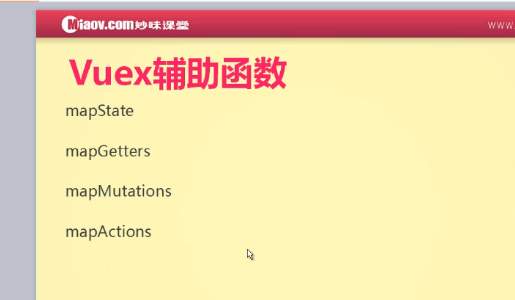 Miaov.com妙味课堂
WWW.
Vuex辅助函数
mapState
mapGetters
mapMutations
mapActions